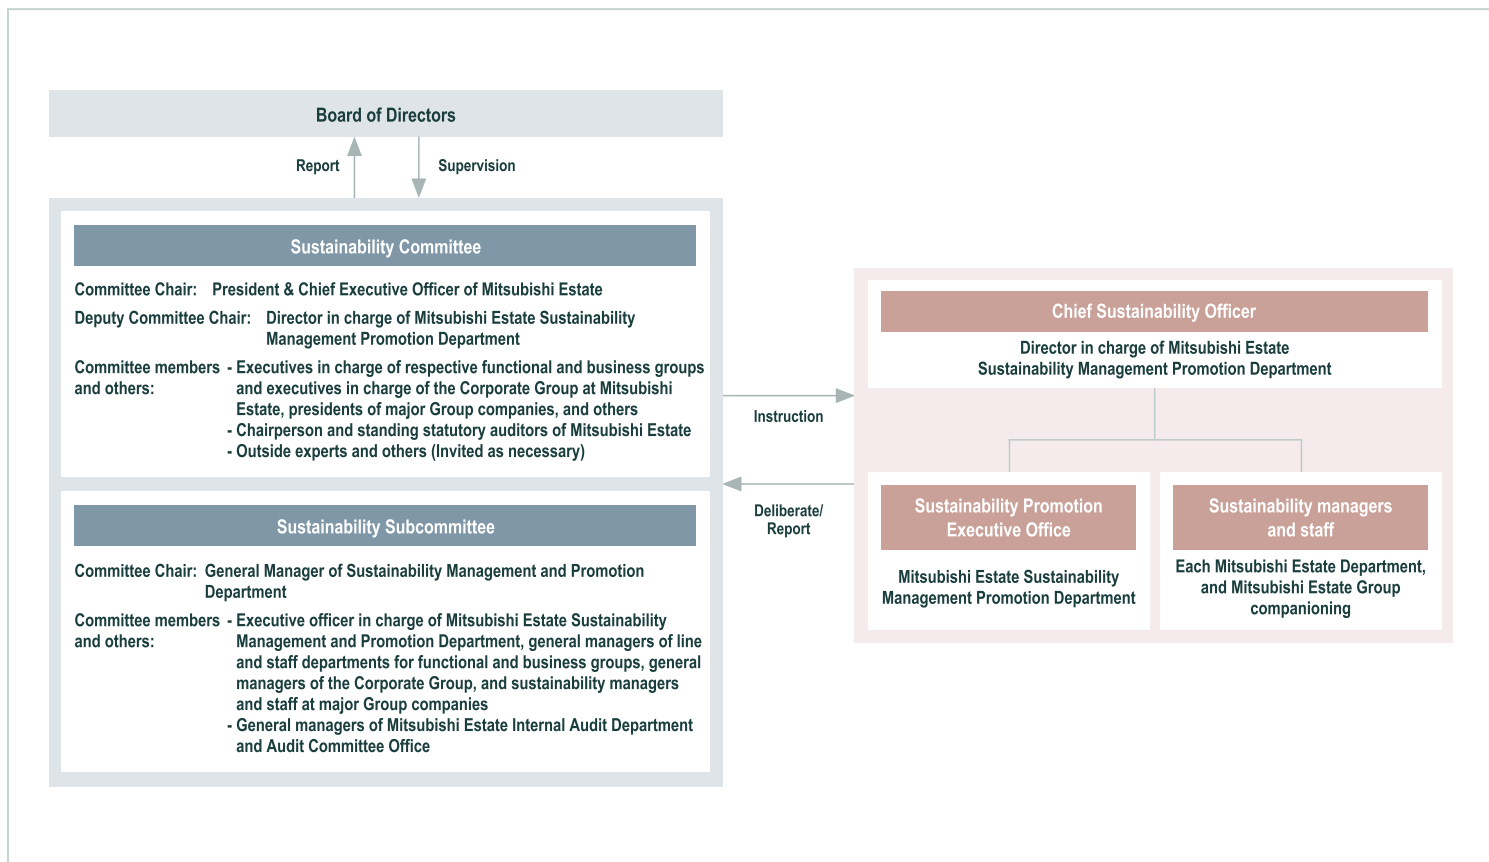 Board of Directors
Report
Supervision
Sustainability Committee
Committee Chair: President & Chief Executive Officer of Mitsubishi Estate
Deputy Committee Chair: Director in charge of Mitsubishi Estate Sustainability
Management Promotion Department
Committee members - Executives in charge of respective functional and business groups
and others: and executives in charge of the Corporate Group at Mitsubishi
Estate, presidents of major Group companies, and others
- Chairperson and standing statutory auditors of Mitsubishi Estate
- Outside experts and others (Invited as necessary)
Sustainability Subcommittee
Committee Chair: General Manager of Sustainability Management and Promotion
Department
Committee members - Executive officer in charge of Mitsubishi Estate Sustainability
and others: Management and Promotion Department, general managers of line
and staff departments for functional and business groups, general
managers of the Corporate Group, and sustainability managers
and staff at major Group companies
- General managers of Mitsubishi Estate Internal Audit Department
and Audit Committee Office
Instruction
Deliberate/
Report
Chief Sustainability Officer
Director in charge of Mitsubishi Estate
Sustainability Management Promotion Department
Sustainability Promotion
Executive Office
Mitsubishi Estate Sustainability
Management Promotion Department
Sustainability managers
and staff
Each Mitsubishi Estate Department,
and Mitsubishi Estate Group
companioning